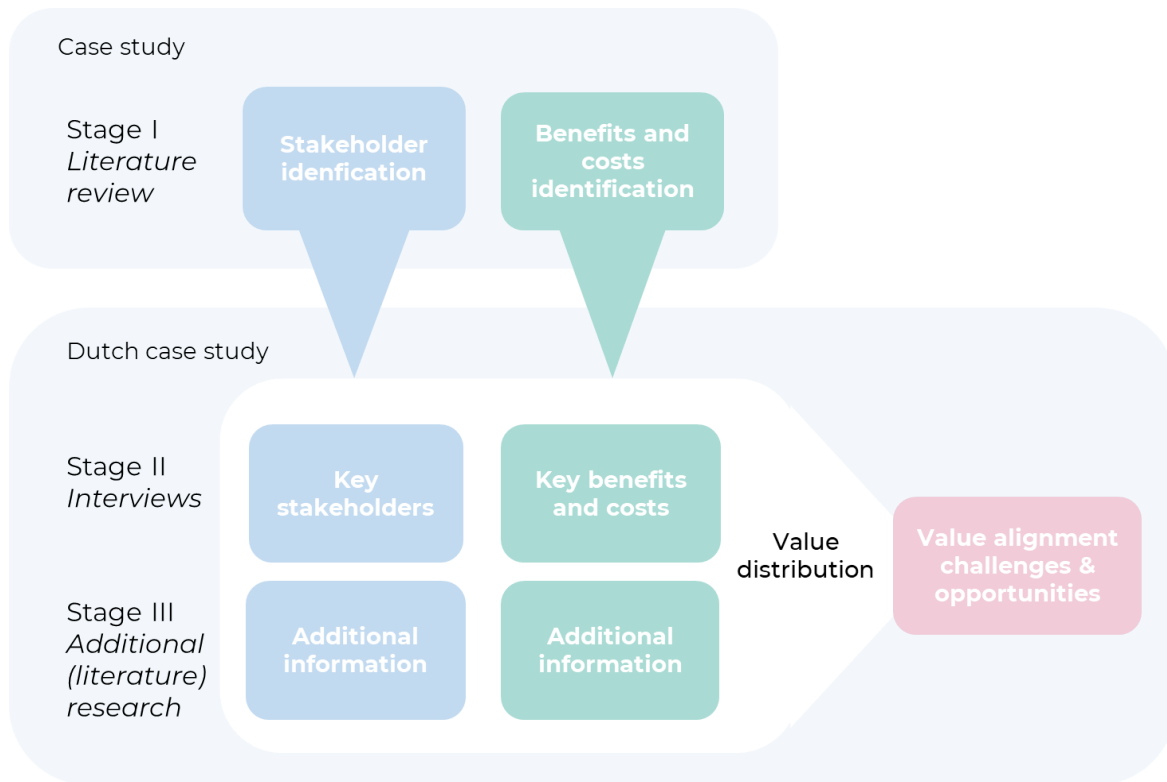 Case study
Stage I
Literature
review
Stakeholder
idenfication
Benefits and
costs
identification
Dutch case study
Stage II
Interviews
Key
stakeholders
Key benefits
and costs
Value
distribution
Value alignment
challenges &
opportunities
Stage III
Additional
(literature)
research
Additional
information
Additional
information